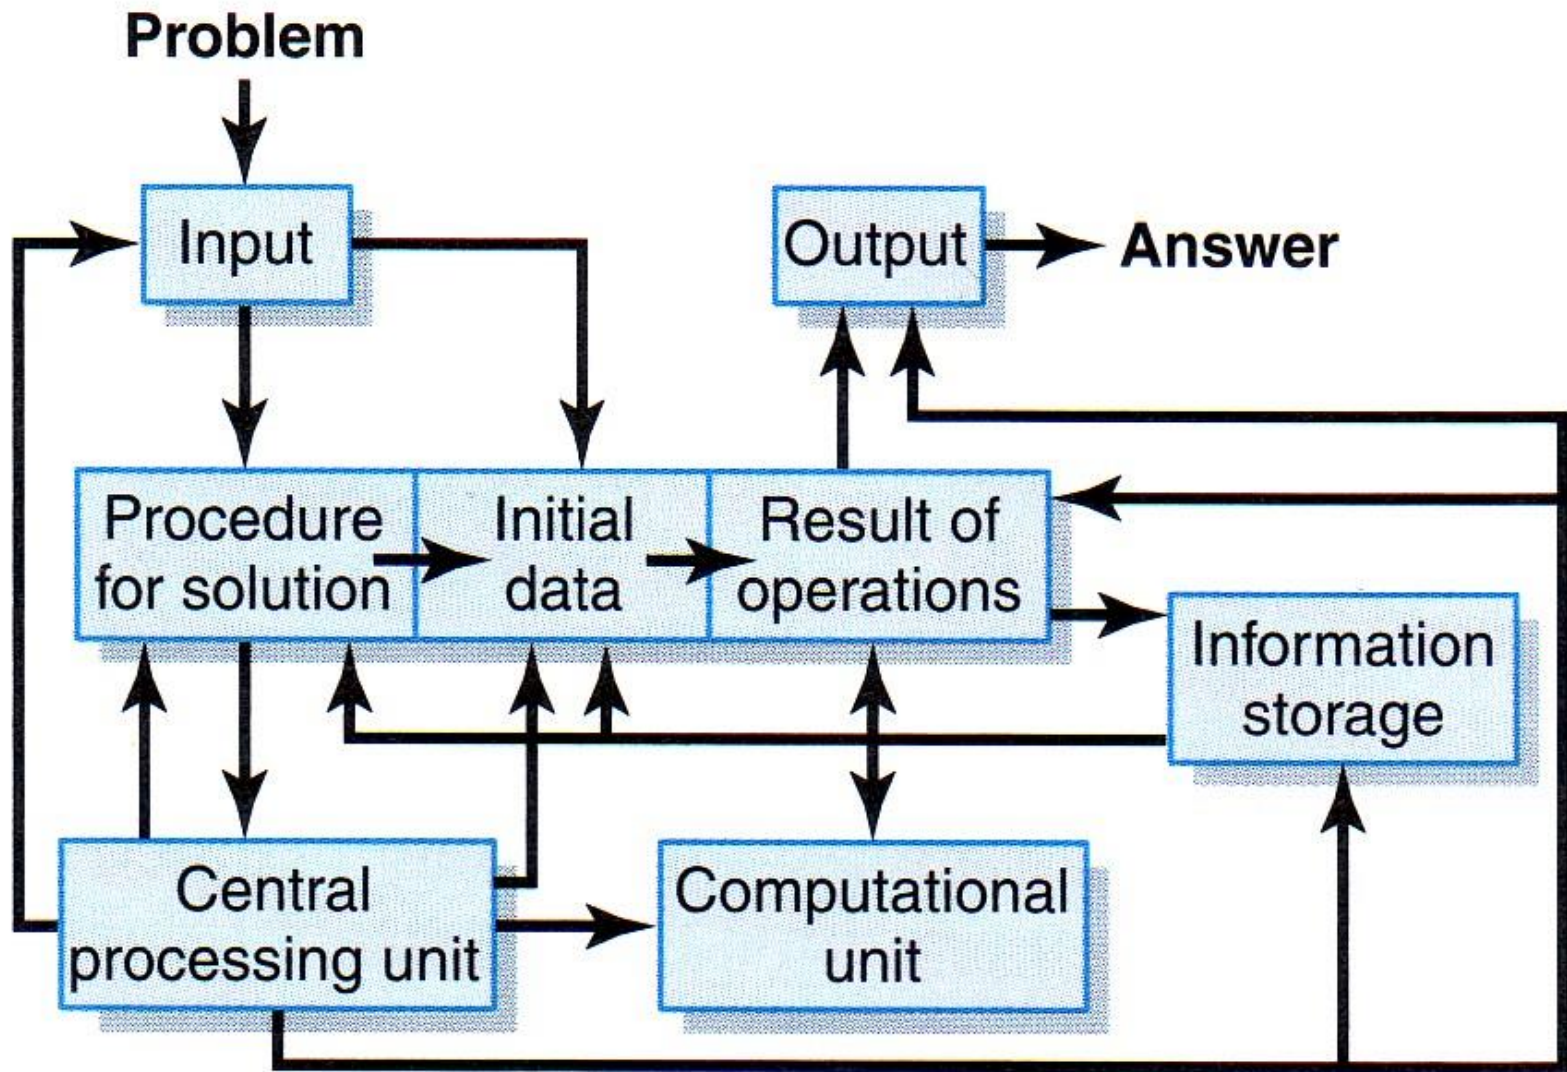 Problem
Input
Output
Answer
Procedure
for solution
Initial
data
Result of
operations
Information
storage
Central
processing unit
Computational
unit